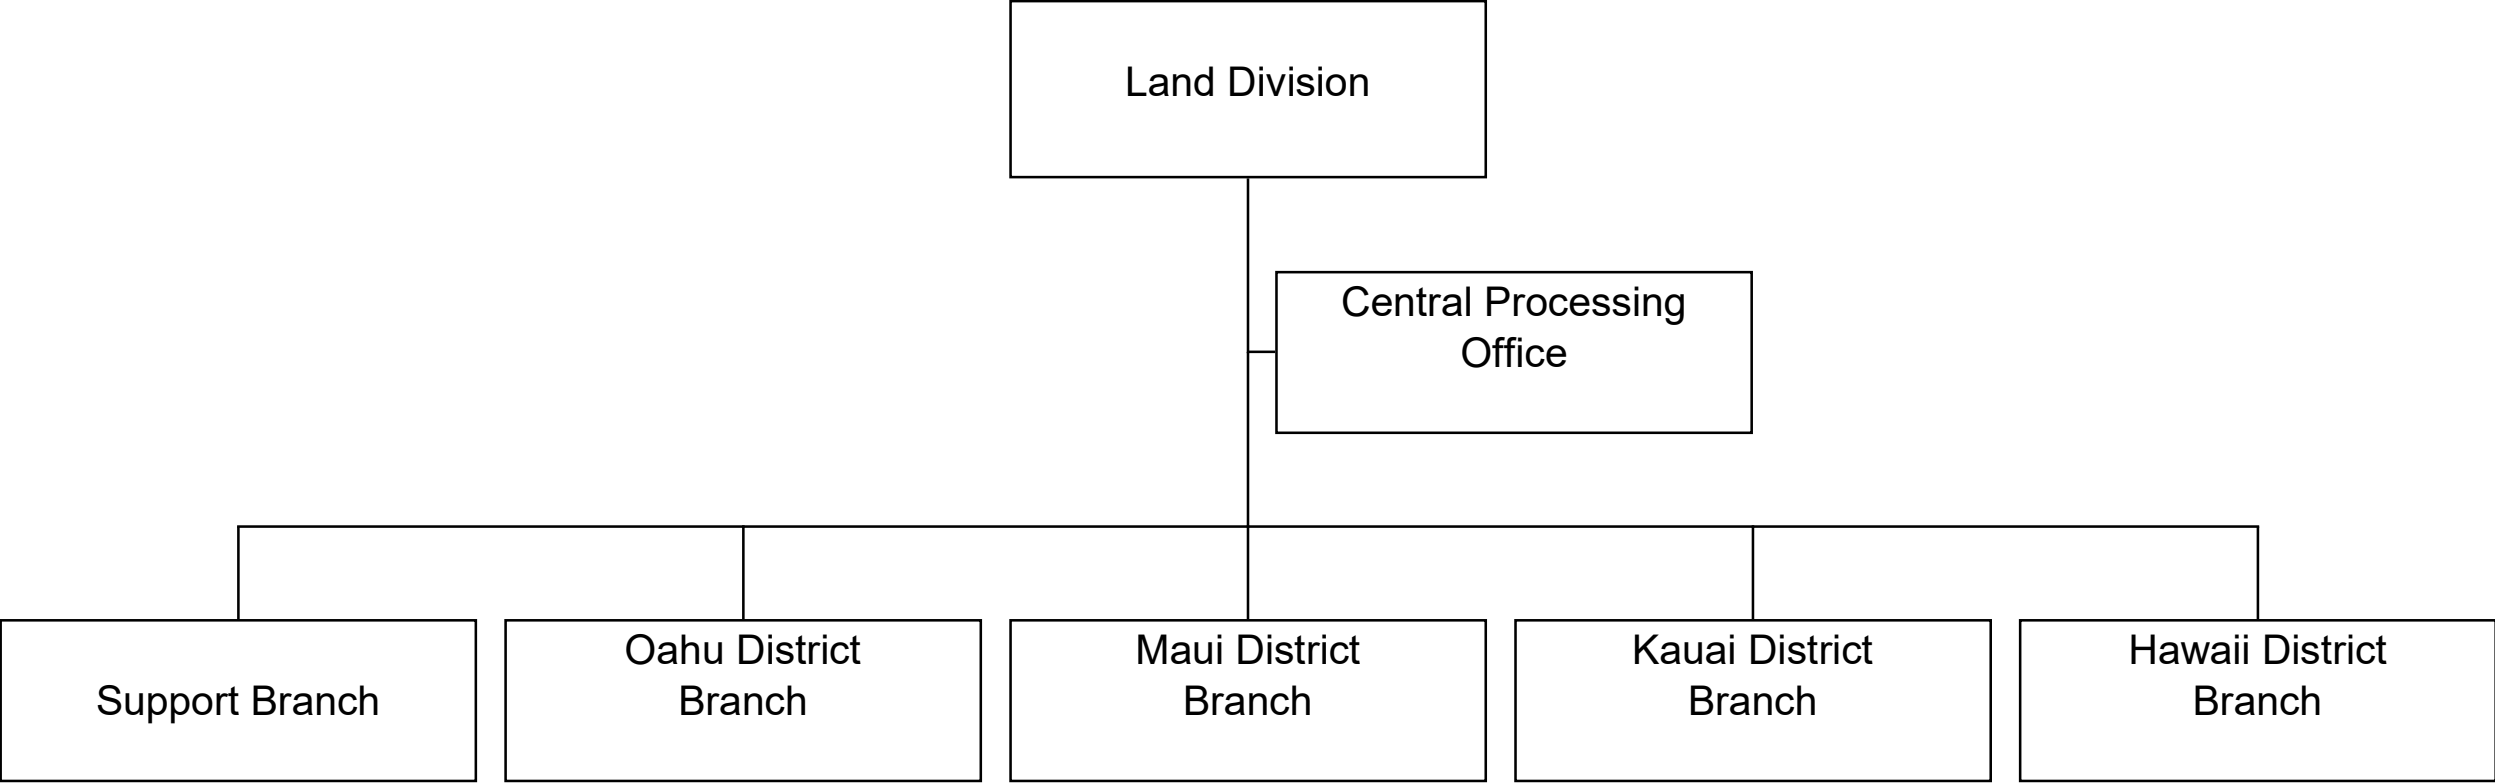 Land Division
Central Processing
Office
Support Branch
Oahu District
Branch
Maui District
Branch
Kauai District
Branch
Hawaii District
Branch